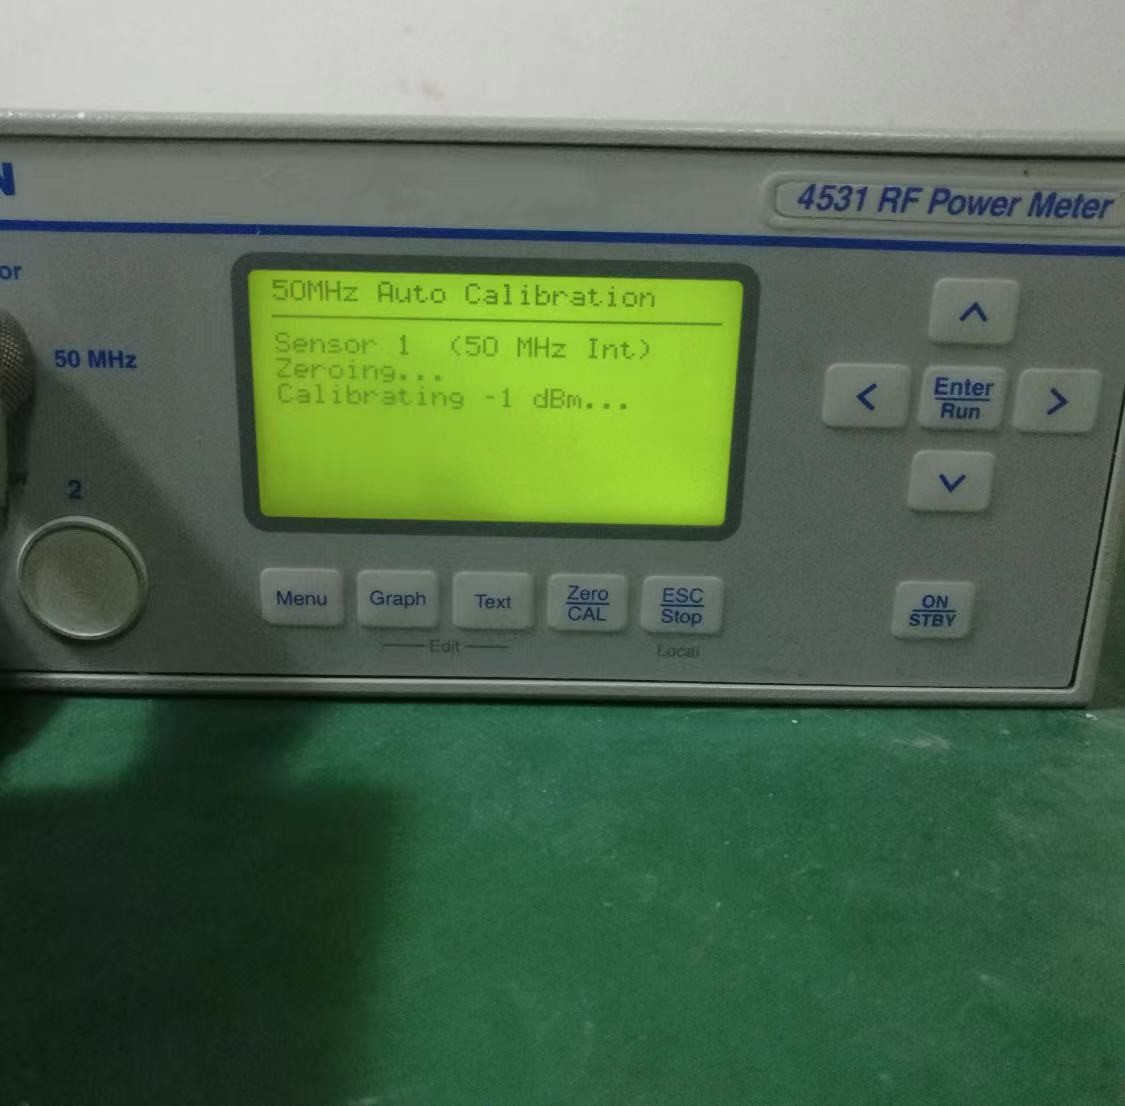 N
4531 RF Power Meter
or
50 MHz
50MHz Auto Calibration
Sensor 1 (50 MHz Int)
Zeroing...
Calibrating -1 dBm...
Enter
Run
2
Menu
Graph
Text
Zero
CAL
ESC
Stop
ON
STBY
Edit
Local